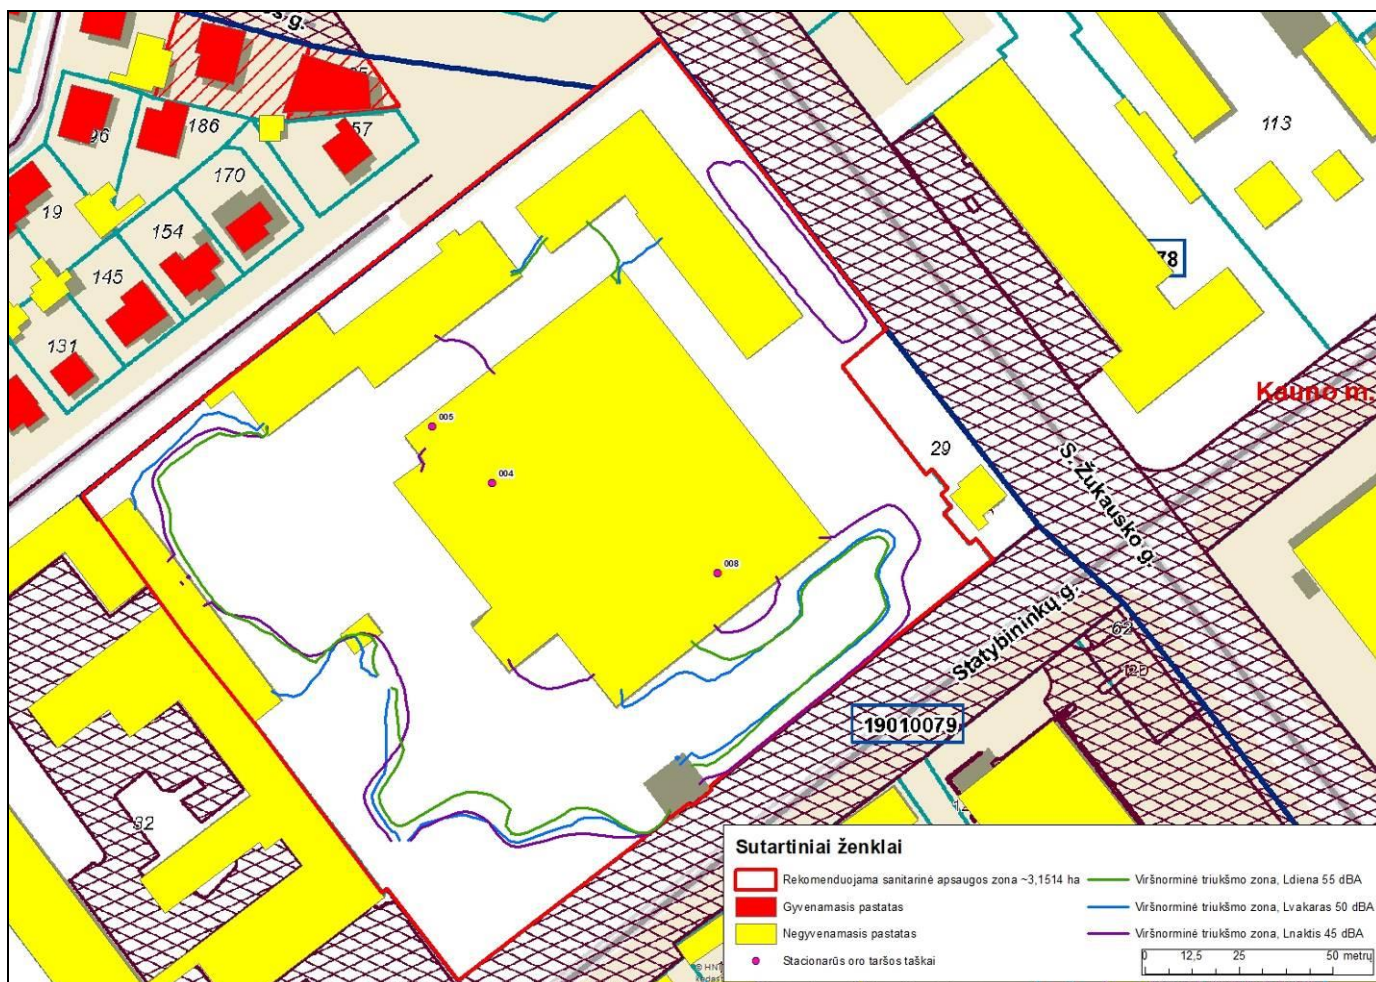 57
186
96
170
19
154
145
131
113
78
Kauno m.
29
S. Žukausko g.
005
004
008
Statybininkų g.
62
19010079
82
Sutartiniai ženklai
Rekomenduojama sanitarinė apsaugos zona ~3,1514 ha
Gyvenamasis pastatas
Negyvenamasis pastatas
Stacionarūs oro taršos taškai
Viršnorminė triukšmo zona, Ldiena 55 dBA
Viršnorminė triukšmo zona, Lvakaras 50 dBA
Viršnorminė triukšmo zona, Lnaktis 45 dBA
0 12,5 25 50 metrų